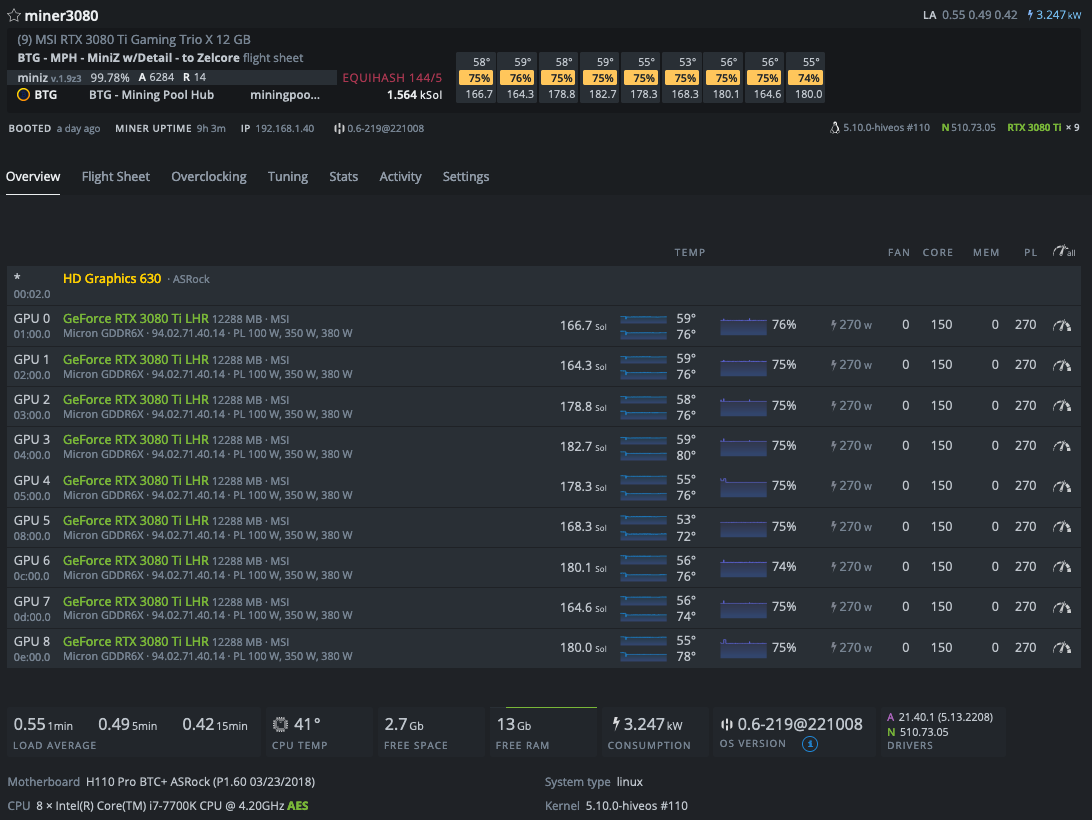 miner3080 LA 0.55 0.49 0.42 3.247 kW
(9) MSI RTX 3080 Ti Gaming Trio X 12 GB
BTG - MPH - MiniZ w/Detail - to Zelcore flight sheet
miniz v.1.9z3 99.78% A 6284 R 14 EQUIHASH 144/5
BTG BTG - Mining Pool Hub miningpoo... 1.564 kSol
58° 59° 58° 59° 55° 53° 56° 56° 55°
75% 76% 75% 75% 75% 75% 75% 75% 74%
166.7 164.3 178.8 182.7 178.3 168.3 180.1 164.6 180.0
BOOTED a day ago MINER UPTIME 9h 3m IP 192.168.1.40 0.6-219@221008 5.10.0-hiveos #110 N 510.73.05 RTX 3080 Ti × 9
Overview Flight Sheet Overclocking Tuning Stats Activity Settings
TEMP FAN CORE MEM PL all
* HD Graphics 630 · ASRock
00:02.0
GPU 0 GeForce RTX 3080 Ti LHR 12288 MB · MSI
01:00.0 Micron GDDR6X · 94.02.71.40.14 · PL 100 W, 350 W, 380 W
166.7 Sol 59° 76° 76% 270 w 0 150 0 270
GPU 1 GeForce RTX 3080 Ti LHR 12288 MB · MSI
02:00.0 Micron GDDR6X · 94.02.71.40.14 · PL 100 W, 350 W, 380 W
164.3 Sol 59° 76° 75% 270 w 0 150 0 270
GPU 2 GeForce RTX 3080 Ti LHR 12288 MB · MSI
03:00.0 Micron GDDR6X · 94.02.71.40.14 · PL 100 W, 350 W, 380 W
178.8 Sol 58° 76° 75% 270 w 0 150 0 270
GPU 3 GeForce RTX 3080 Ti LHR 12288 MB · MSI
04:00.0 Micron GDDR6X · 94.02.71.40.14 · PL 100 W, 350 W, 380 W
182.7 Sol 59° 80° 75% 270 w 0 150 0 270
GPU 4 GeForce RTX 3080 Ti LHR 12288 MB · MSI
05:00.0 Micron GDDR6X · 94.02.71.40.14 · PL 100 W, 350 W, 380 W
178.3 Sol 55° 76° 75% 270 w 0 150 0 270
GPU 5 GeForce RTX 3080 Ti LHR 12288 MB · MSI
08:00.0 Micron GDDR6X · 94.02.71.40.14 · PL 100 W, 350 W, 380 W
168.3 Sol 53° 72° 75% 270 w 0 150 0 270
GPU 6 GeForce RTX 3080 Ti LHR 12288 MB · MSI
0c:00.0 Micron GDDR6X · 94.02.71.40.14 · PL 100 W, 350 W, 380 W
180.1 Sol 56° 76° 74% 270 w 0 150 0 270
GPU 7 GeForce RTX 3080 Ti LHR 12288 MB · MSI
0d:00.0 Micron GDDR6X · 94.02.71.40.14 · PL 100 W, 350 W, 380 W
164.6 Sol 56° 74° 75% 270 w 0 150 0 270
GPU 8 GeForce RTX 3080 Ti LHR 12288 MB · MSI
0e:00.0 Micron GDDR6X · 94.02.71.40.14 · PL 100 W, 350 W, 380 W
180.0 Sol 55° 78° 75% 270 w 0 150 0 270
0.55 1min 0.49 5min 0.42 15min 41° 2.7 Gb 13 Gb 3.247 kW 0.6-219@221008 A 21.40.1 (5.13.2208)
N 510.73.05
LOAD AVERAGE CPU TEMP FREE SPACE FREE RAM CONSUMPTION OS VERSION i DRIVERS
Motherboard H110 Pro BTC+ ASRock (P1.60 03/23/2018) System type linux
CPU 8 × Intel(R) Core(TM) i7-7700K CPU @ 4.20GHz AES Kernel 5.10.0-hiveos #110